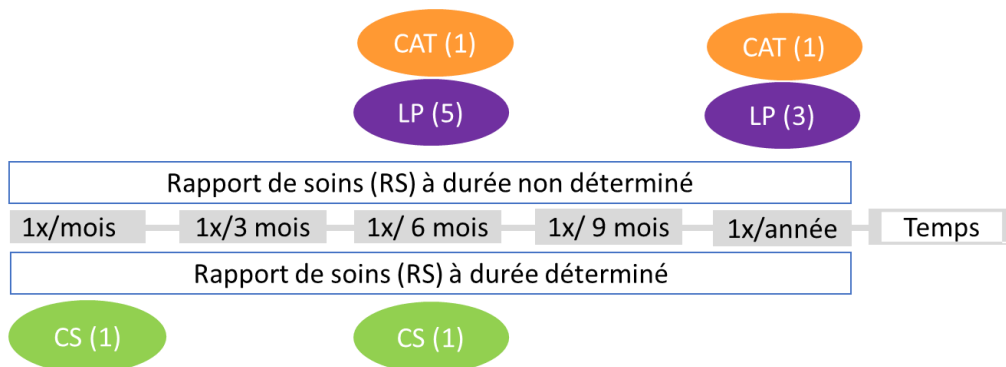 CAT (1)
CAT (1)
LP (5)
LP (3)
Rapport de soins (RS) à durée non déterminé
1x/mois
1x/3 mois
1x/ 6 mois
1x/ 9 mois
1x/année
Temps
Rapport de soins (RS) à durée déterminé
CS (1)
CS (1)